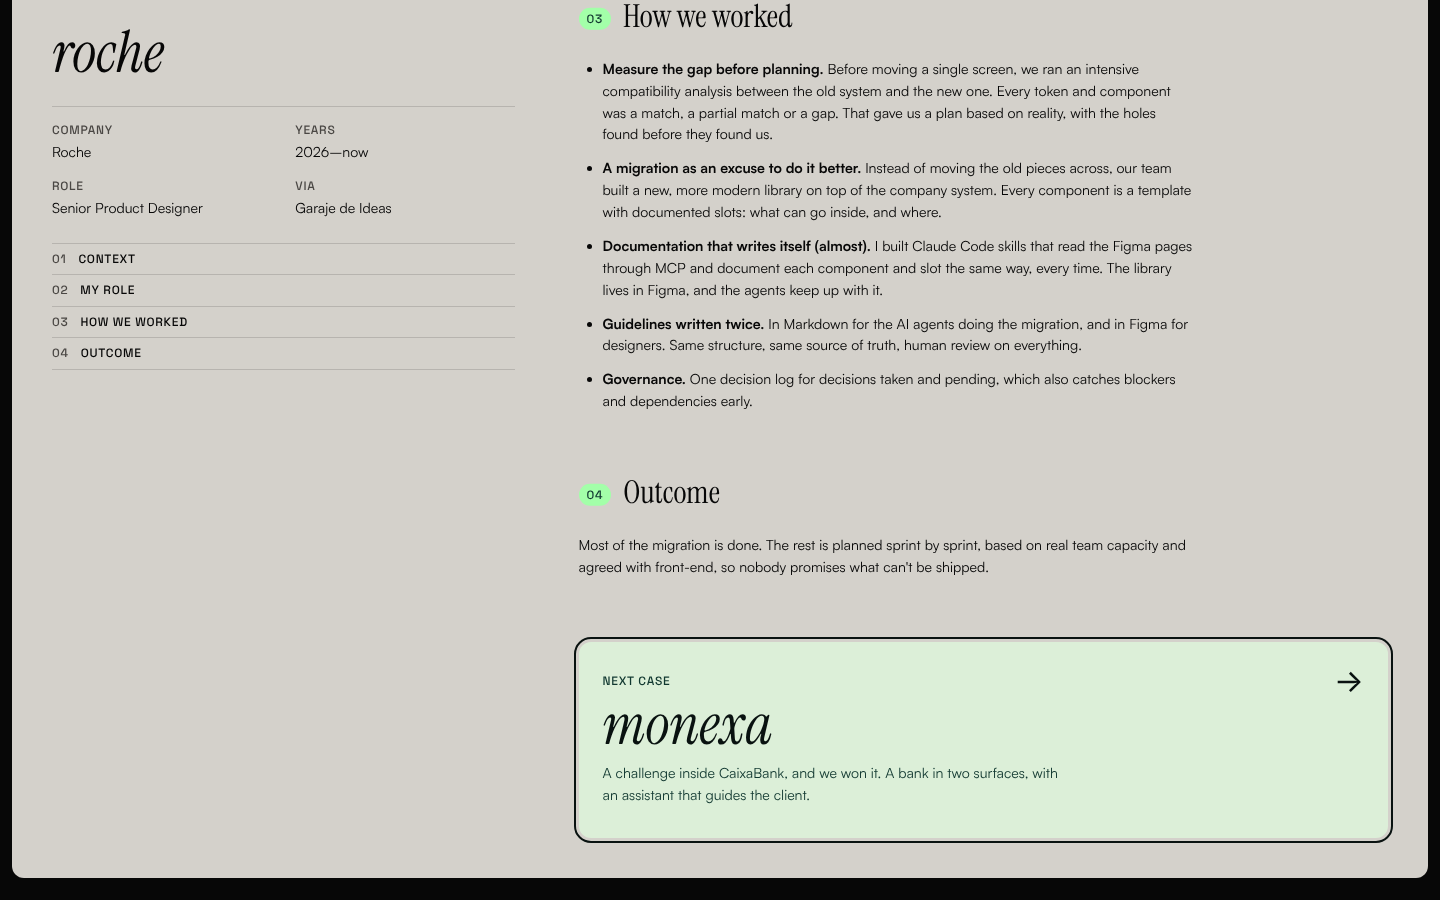 roche
COMPANY
Roche
YEARS
2026—now
ROLE
Senior Product Designer
VIA
Garaje de Ideas
01 CONTEXT
02 MY ROLE
03 HOW WE WORKED
04 OUTCOME
03 How we worked
• Measure the gap before planning. Before moving a single screen, we ran an intensive
compatibility analysis between the old system and the new one. Every token and component
was a match, a partial match or a gap. That gave us a plan based on reality, with the holes
found before they found us.
• A migration as an excuse to do it better. Instead of moving the old pieces across, our team
built a new, more modern library on top of the company system. Every component is a template
with documented slots: what can go inside, and where.
• Documentation that writes itself (almost). I built Claude Code skills that read the Figma pages
through MCP and document each component and slot the same way, every time. The library
lives in Figma, and the agents keep up with it.
• Guidelines written twice. In Markdown for the AI agents doing the migration, and in Figma for
designers. Same structure, same source of truth, human review on everything.
• Governance. One decision log for decisions taken and pending, which also catches blockers
and dependencies early.
04 Outcome
Most of the migration is done. The rest is planned sprint by sprint, based on real team capacity and
agreed with front-end, so nobody promises what can't be shipped.
NEXT CASE
monexa
A challenge inside CaixaBank, and we won it. A bank in two surfaces, with
an assistant that guides the client.